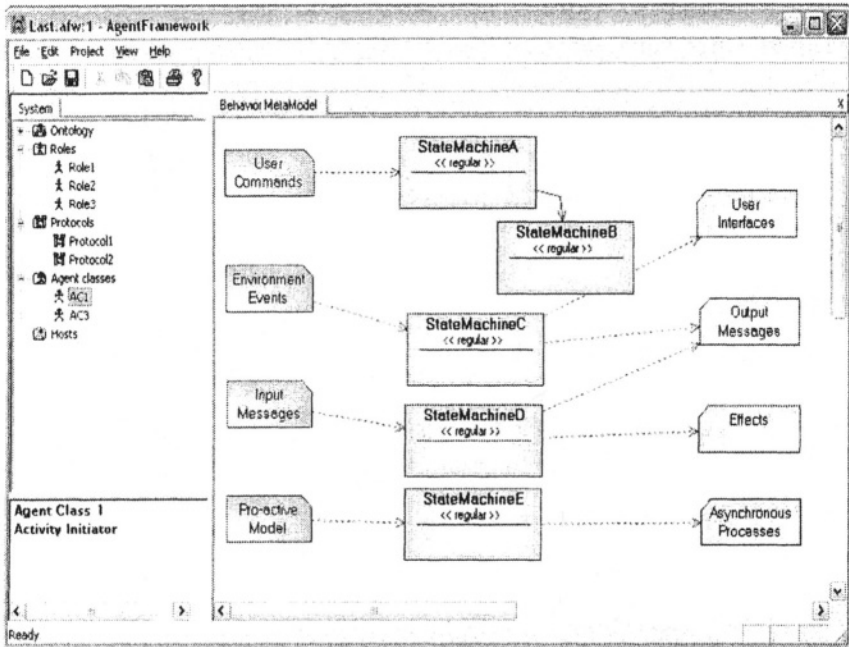 Last.afw:1 - AgentFramework
File Edit Project View Help
System
Ontology
Roles
Role1
Role2
Role3
Protocols
Protocol1
Protocol2
Agent classes
AC1
AC3
Hosts
Agent Class 1
Activity Initiator
Behavior MetaModel
X
User
Commands
StateMachineA
<< regular >>
StateMachineB
<< regular >>
User
Interfaces
Environment
Events
StateMachineC
<< regular >>
Output
Messages
Input
Messages
StateMachineD
<< regular >>
Effects
Pro-active
Model
StateMachineE
<< regular >>
Asynchronous
Processes
Ready